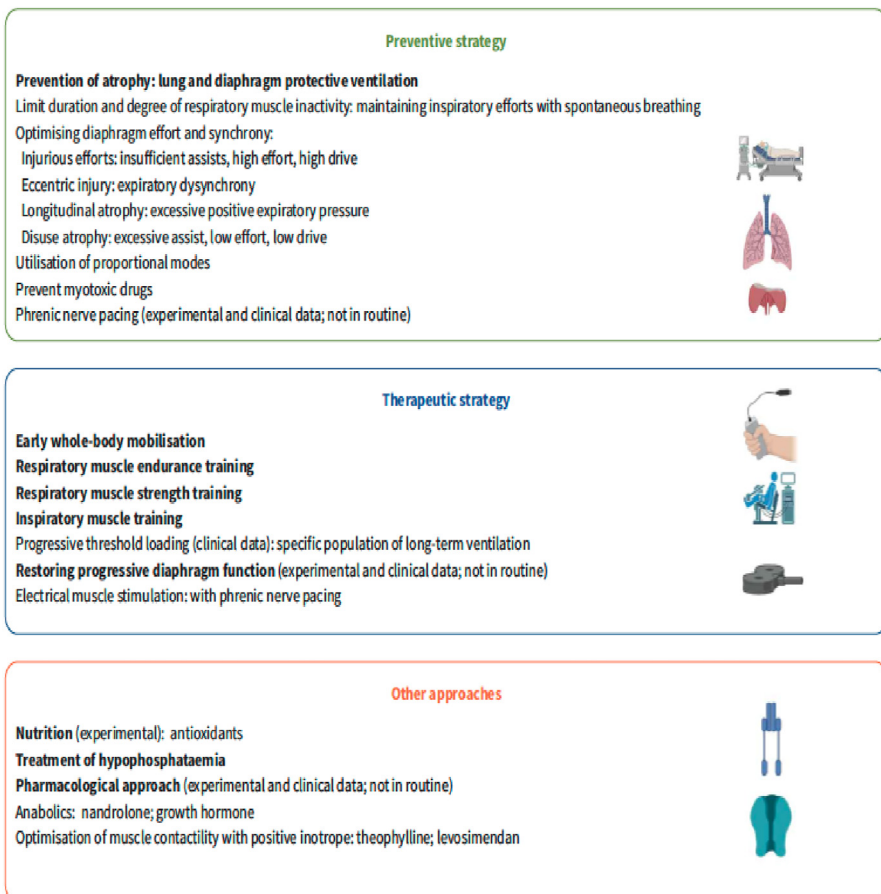 Preventive strategy
Prevention of atrophy: lung and diaphragm protective ventilation
Limit duration and degree of respiratory muscle inactivity: maintaining inspiratory efforts with spontaneous breathing
Optimising diaphragm effort and synchrony:
Injurious efforts: insufficient assists, high effort, high drive
Eccentric injury: expiratory dysynchrony
Longitudinal atrophy: excessive positive expiratory pressure
Disuse atrophy: excessive assist, low effort, low drive
Utilisation of proportional modes
Prevent myotoxic drugs
Phrenic nerve pacing (experimental and clinical data; not in routine)
Therapeutic strategy
Early whole-body mobilisation
Respiratory muscle endurance training
Respiratory muscle strength training
Inspiratory muscle training
Progressive threshold loading (clinical data): specific population of long-term ventilation
Restoring progressive diaphragm function (experimental and clinical data; not in routine)
Electrical muscle stimulation: with phrenic nerve pacing
Other approaches
Nutrition (experimental): antioxidants
Treatment of hypophosphataemia
Pharmacological approach (experimental and clinical data; not in routine)
Anabolics: nandrolone; growth hormone
Optimisation of muscle contactility with positive inotrope: theophylline; levosimendan